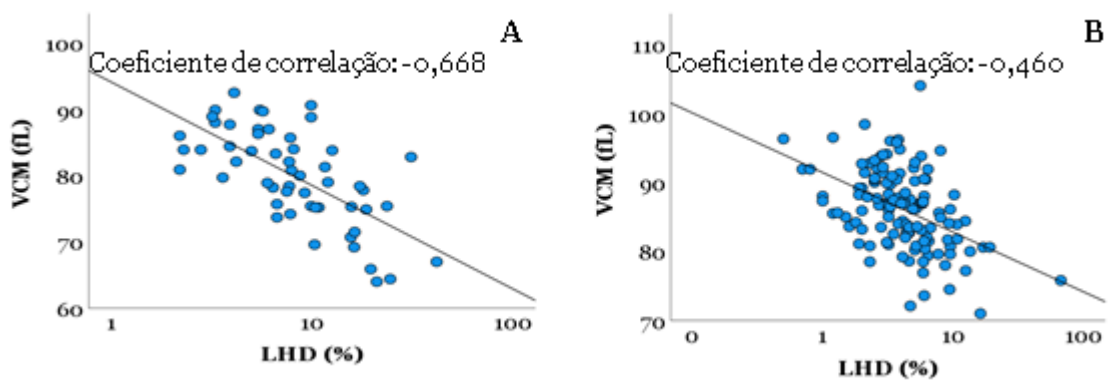 A
Coeficiente de correlação: -0,668
100
90
80
70
60
VCM (fL)
1 10 100
LHD (%)
B
Coeficiente de correlação: -0,460
110
100
90
80
70
VCM (fL)
0 1 10 100
LHD (%)